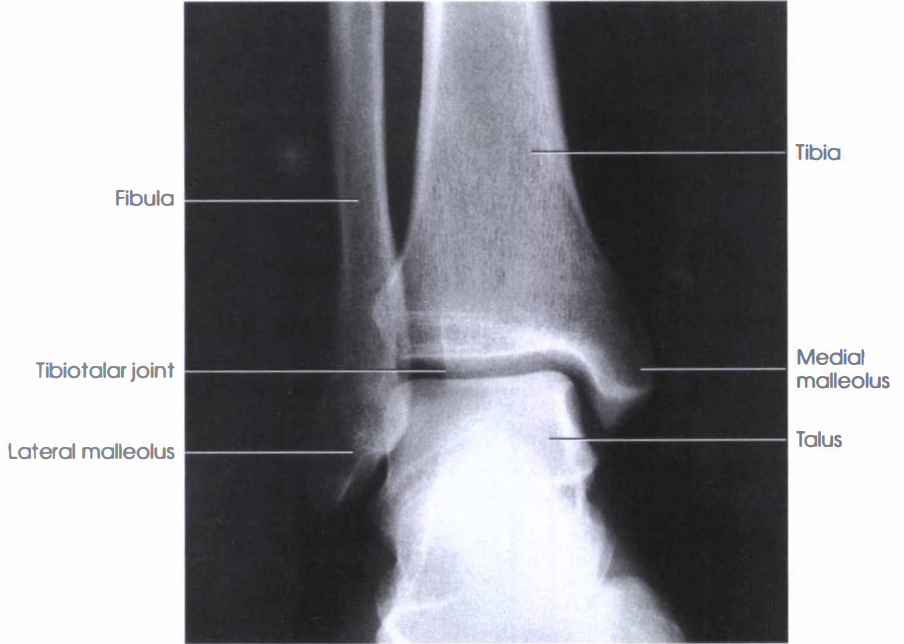 Tibia
Fibula
Tibiotalar joint
Medial
malleolus
Talus
Lateral malleolus